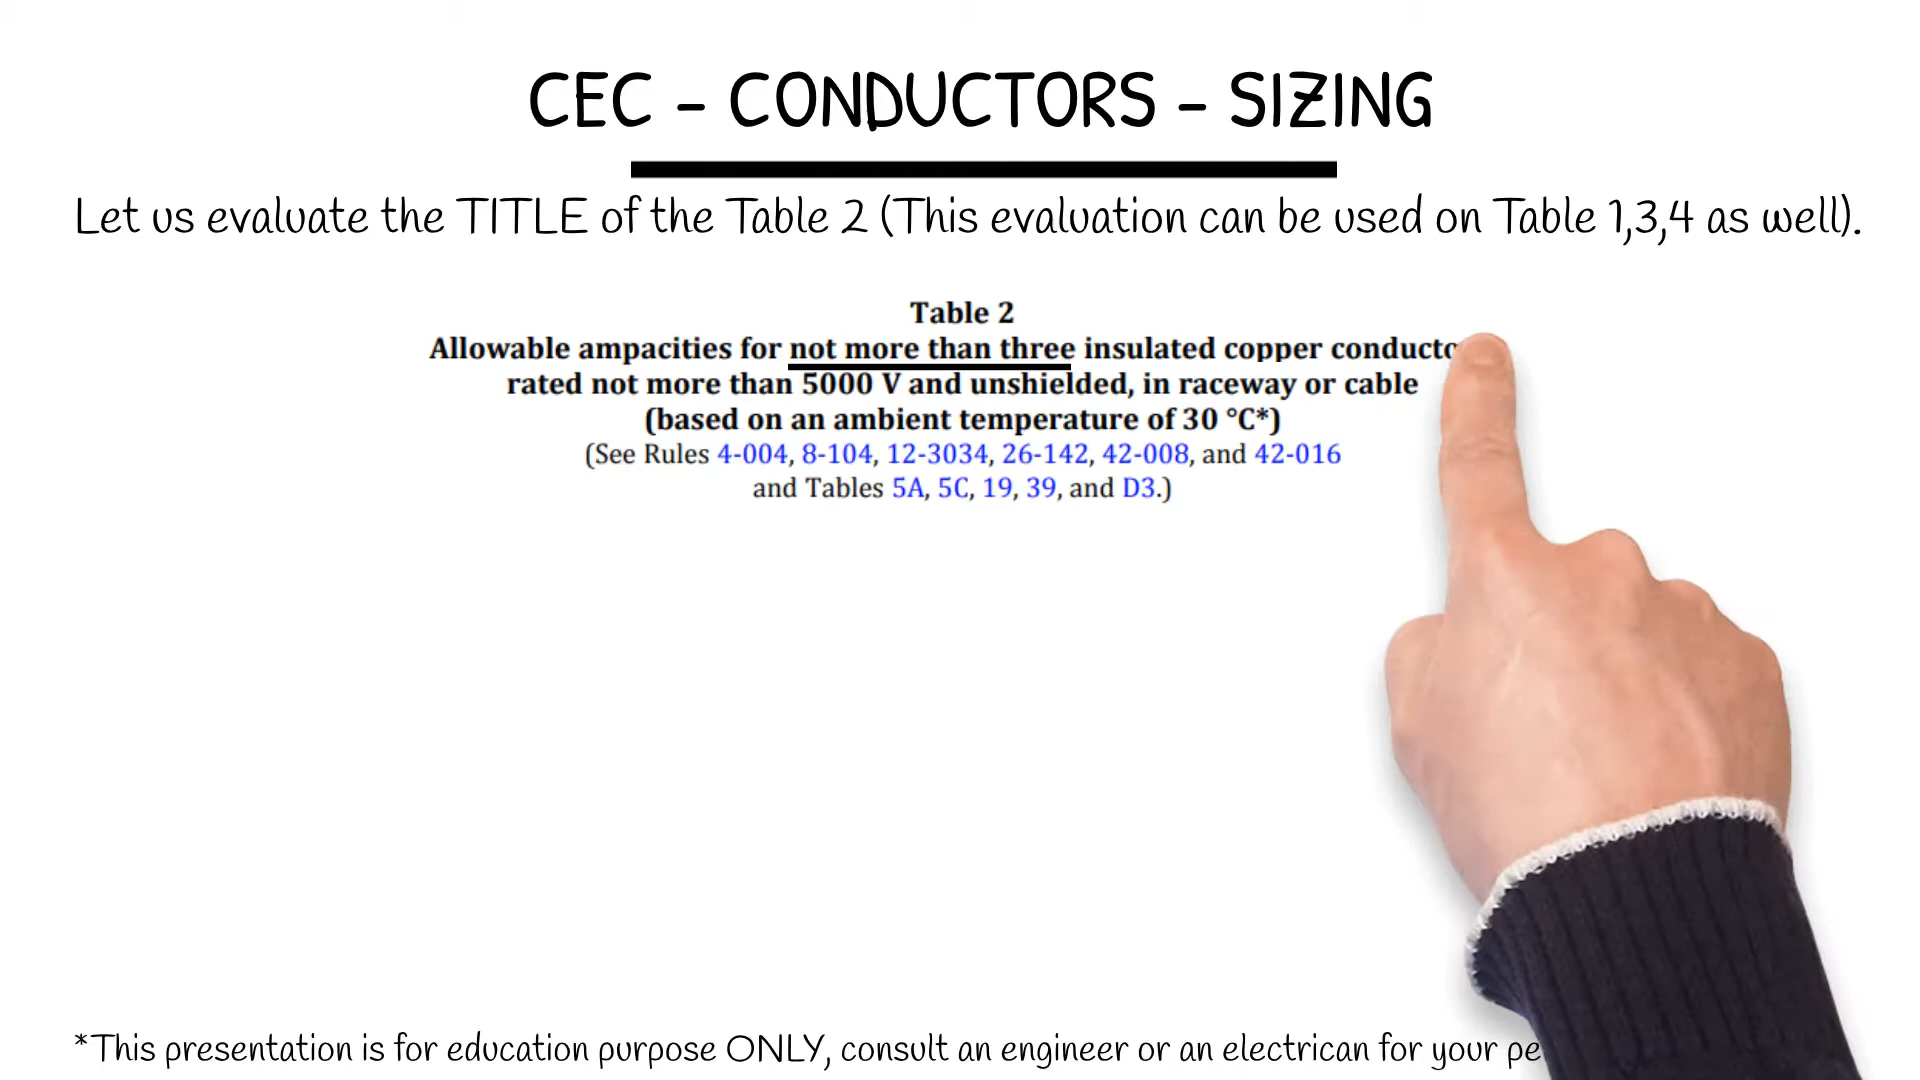 CEC - CONDUCTORS - SIZING
Let us evaluate the TITLE of the Table 2 (This evaluation can be used on Table 1,3,4 as well).
Table 2
Allowable ampacities for not more than three insulated copper
rated not more than 5000 V and unshielded, in raceway or cable
(based on an ambient temperature of 30 °C*)
(See Rules 4-004, 8-104, 12-3034, 26-142, 42-008, and 42-016
and Tables 5A, 5C, 19, 39, and D3.)
*This presentation is for education purpose ONLY, consult an engineer or an electrican for your